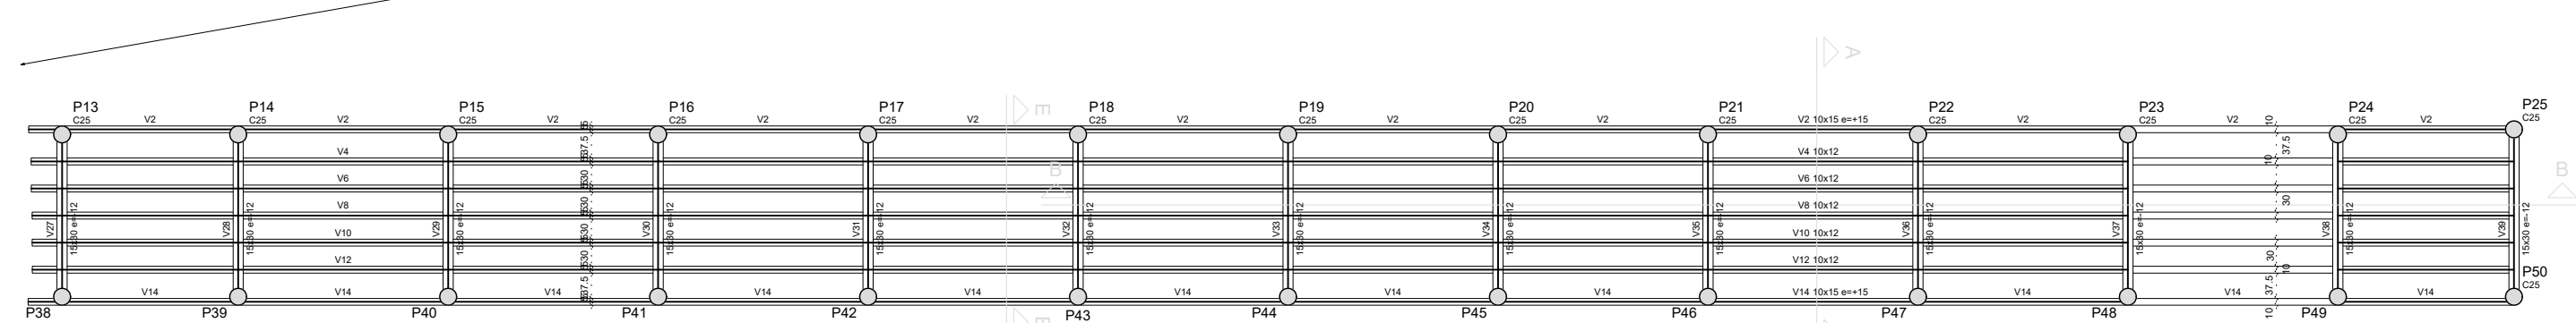 A
E
P13 P14 P15 P16 P17 P18 P19 P20 P21 P22 P23 P24 P25
C25 C25 C25 C25 C25 C25 C25 C25 C25 C25 C25 C25 C25
V2 V2 V2 V2 V2 V2 V2 V2 V2 10x15 e=+15 V2 V2 V2
10 37.5 10
V4 V4 10x12
B B
V6 V6 10x12
30
V8 V8 10x12
V27 V28 V29 V30 V31 V32 V33 V34 V35 V36 V37 V38 V39
15x30 e=-12 15x30 e=-12 15x30 e=-12 15x30 e=-12 15x30 e=-12 15x30 e=-12 15x30 e=-12 15x30 e=-12 15x30 e=-12 15x30 e=-12 15x30 e=-12 15x30 e=-12 15x30 e=-12
V10 V10 10x12
V12 V12 10x12
30 10
P50
C25
V14 V14 V14 V14 V14 V14 V14 V14 V14 10x15 e=+15 V14 V14 V14
37.5 10
P38 P39 P40 P41 P42 P43 P44 P45 P46 P47 P48 P49